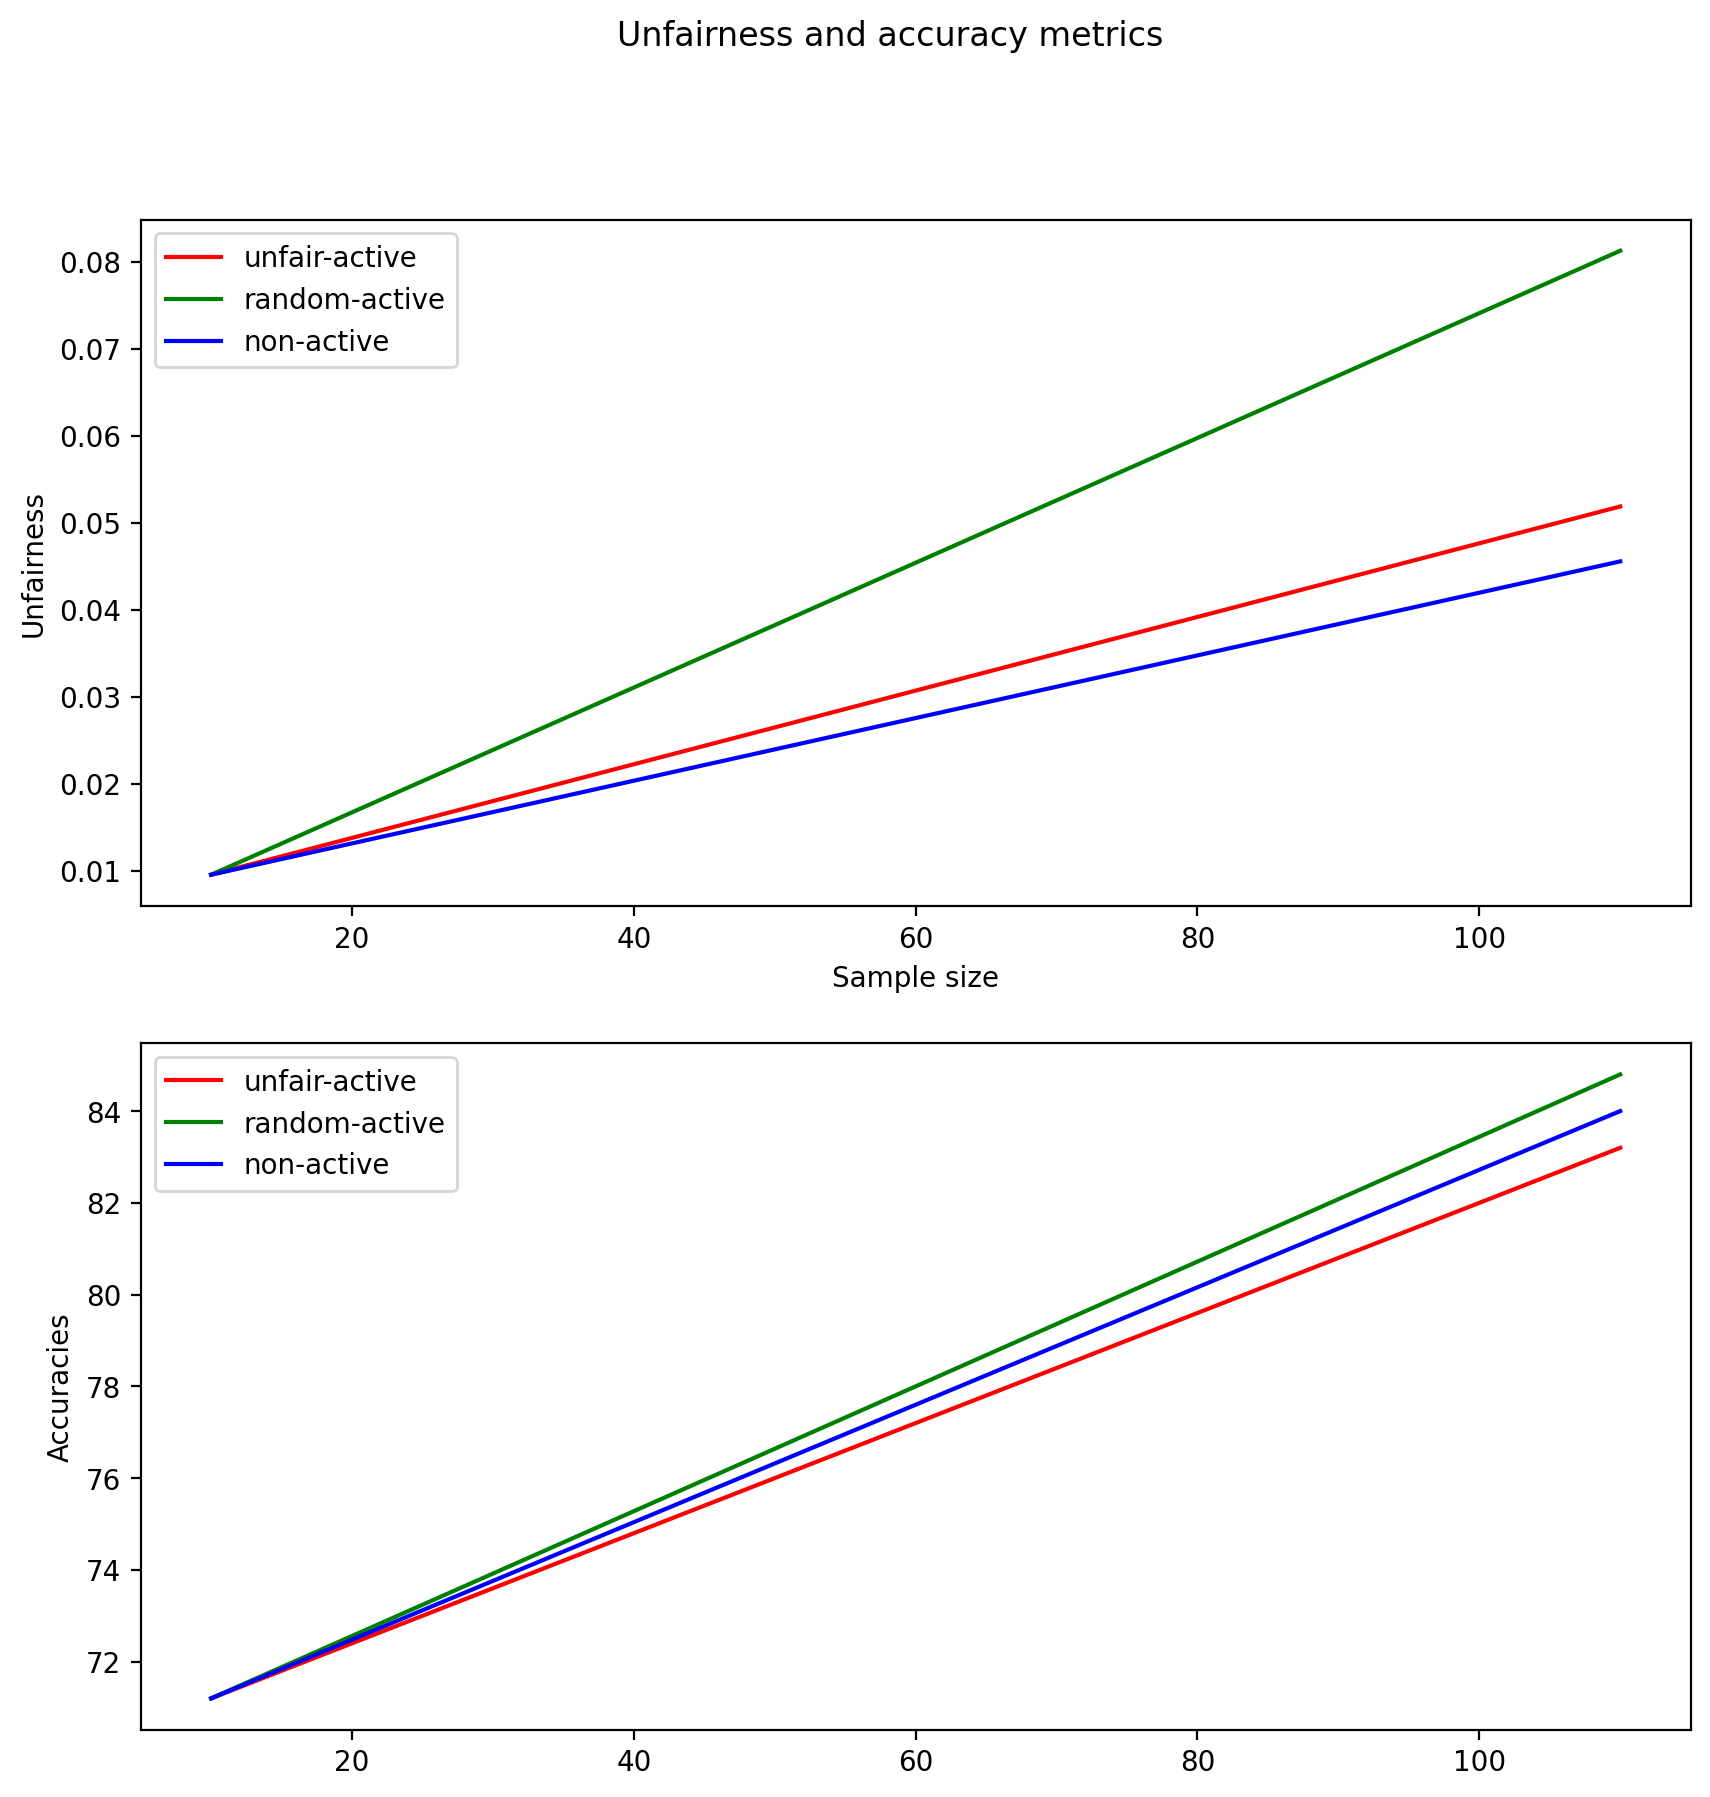 Unfairness and accuracy metrics
unfair-active
random-active
non-active
0.08
0.07
0.06
0.05
0.04
0.03
0.02
0.01
Unfairness
20 40 60 80 100
Sample size
unfair-active
random-active
non-active
84
82
80
78
76
74
72
Accuracies
20 40 60 80 100